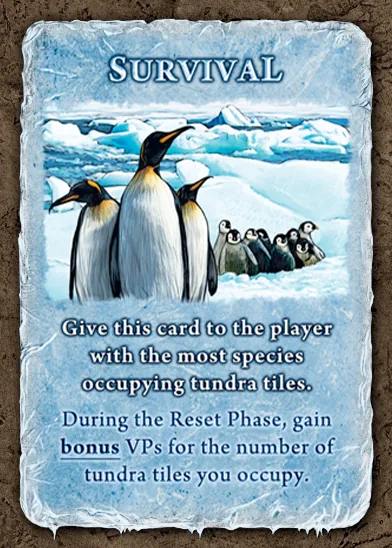 SURVIVAL
Give this card to the player
with the most species
occupying tundra tiles.
During the Reset Phase, gain
bonus VPs for the number of
tundra tiles you occupy.